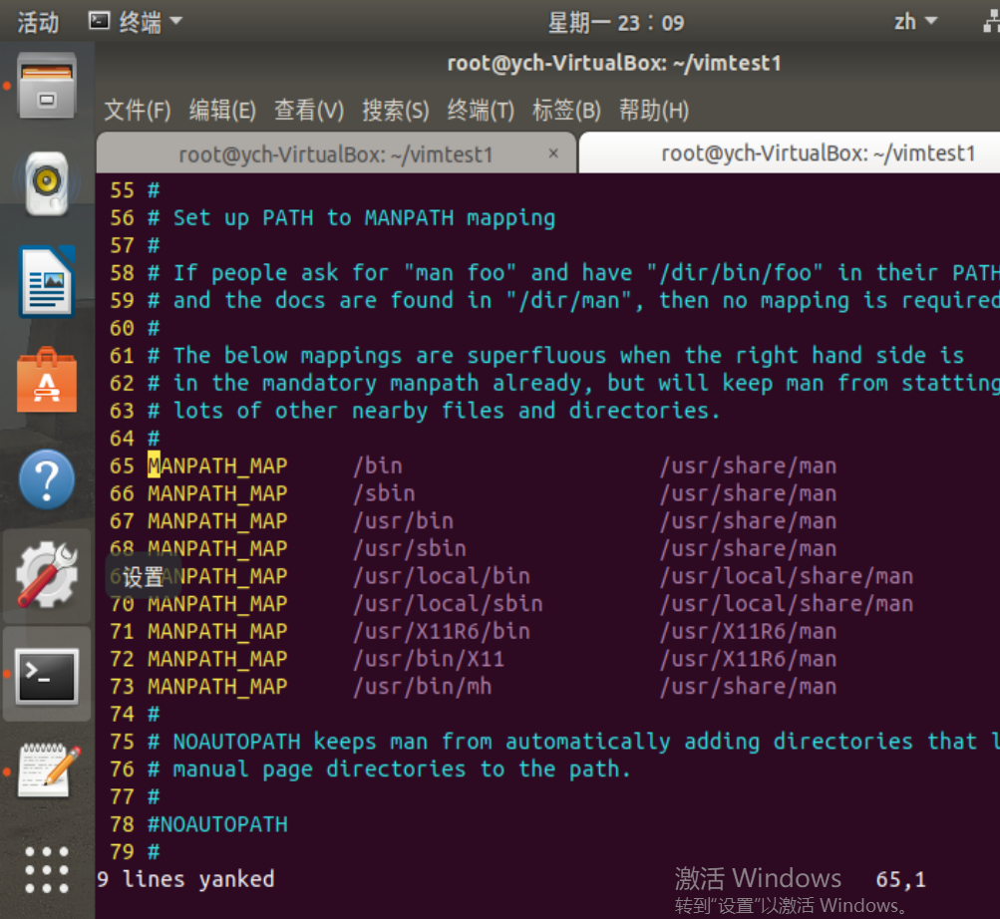 活动 终端 星期一 23：09 zh
root@ych-VirtualBox: ~/vimtest1
文件(F) 编辑(E) 查看(V) 搜索(S) 终端(T) 标签(B) 帮助(H)
root@ych-VirtualBox: ~/vimtest1 × root@ych-VirtualBox: ~/vimtest1
55 #
56 # Set up PATH to MANPATH mapping
57 #
58 # If people ask for "man foo" and have "/dir/bin/foo" in their PATH
59 # and the docs are found in "/dir/man", then no mapping is required
60 #
61 # The below mappings are superfluous when the right hand side is
62 # in the mandatory manpath already, but will keep man from statting
63 # lots of other nearby files and directories.
64 #
65 MANPATH_MAP /bin /usr/share/man
66 MANPATH_MAP /sbin /usr/share/man
67 MANPATH_MAP /usr/bin /usr/share/man
68 MANPATH_MAP /usr/sbin /usr/share/man
设置
69 MANPATH_MAP /usr/local/bin /usr/local/share/man
70 MANPATH_MAP /usr/local/sbin /usr/local/share/man
71 MANPATH_MAP /usr/X11R6/bin /usr/X11R6/man
72 MANPATH_MAP /usr/bin/X11 /usr/X11R6/man
73 MANPATH_MAP /usr/bin/mh /usr/share/man
74 #
75 # NOAUTOPATH keeps man from automatically adding directories that l
76 # manual page directories to the path.
77 #
78 #NOAUTOPATH
79 #
9 lines yanked 65,1
激活 Windows
转到"设置"以激活 Windows。